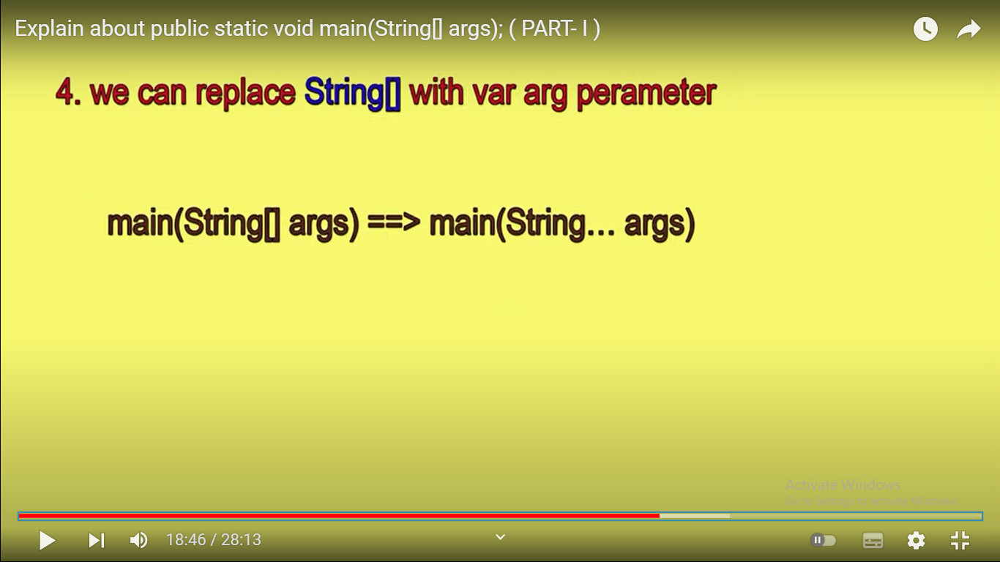 Explain about public static void main(String[] args); ( PART- I )
4. we can replace String[] with var arg perameter
main(String[] args) ==> main(String... args)
Activate Windows
Go to Settings to activate Windows.
18:46 / 28:13